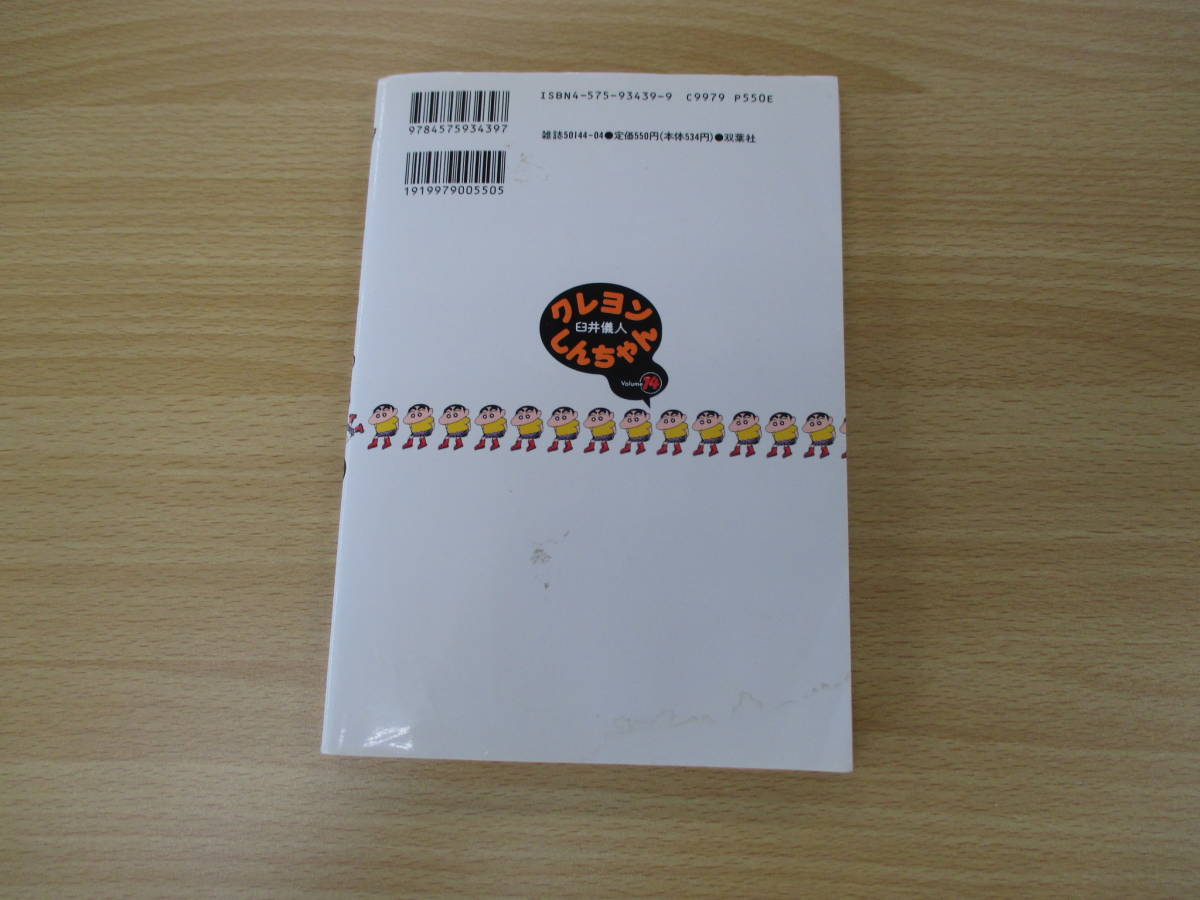 ISBN4-575-93439-9 C9979 P550E
9784575934397
雑誌50144-04●定価550円(本体534円)●双葉社
1919979005505
クレヨン
臼井儀人
しんちゃん
Volume 14